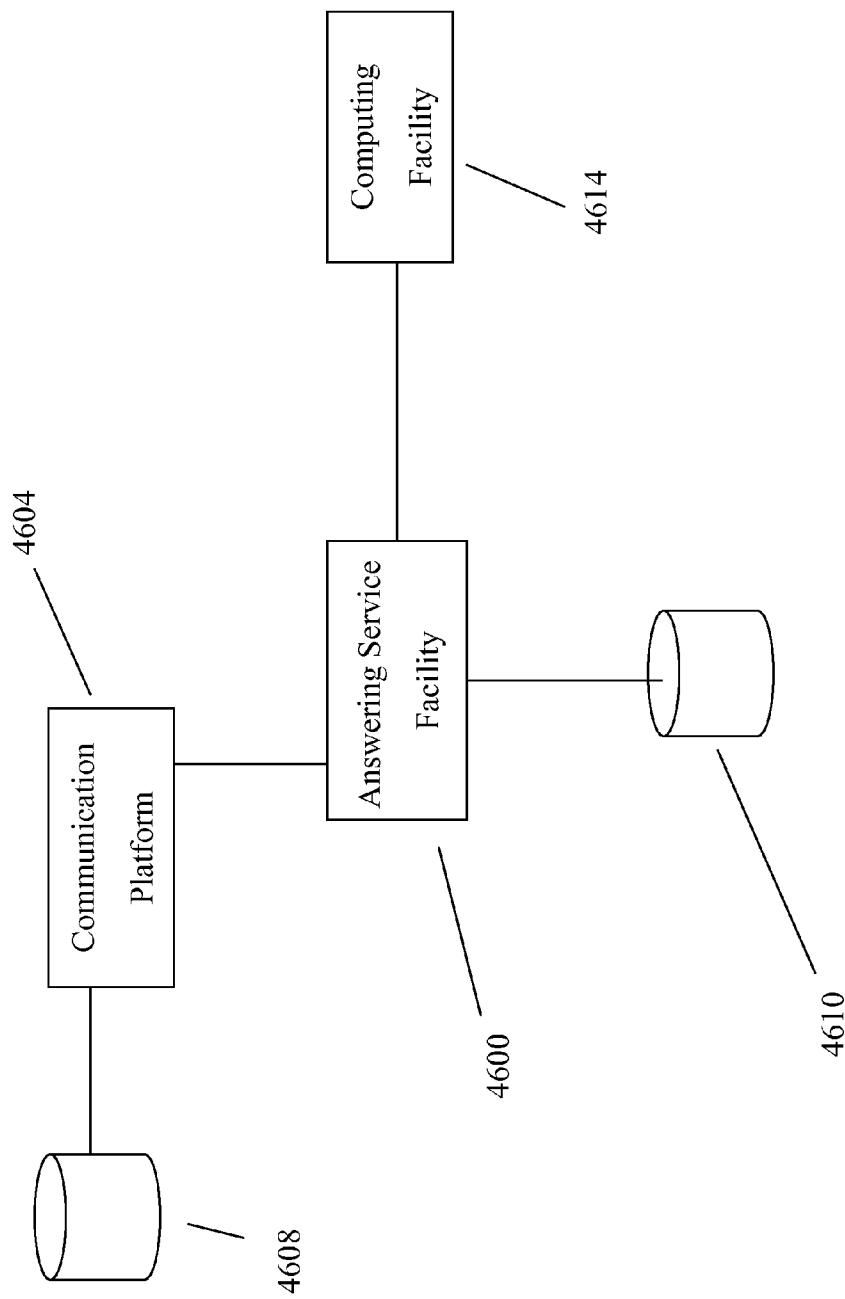 4608
Communication
Platform
4604
4600
Answering Service
Facility
4610
Computing
Facility
4614